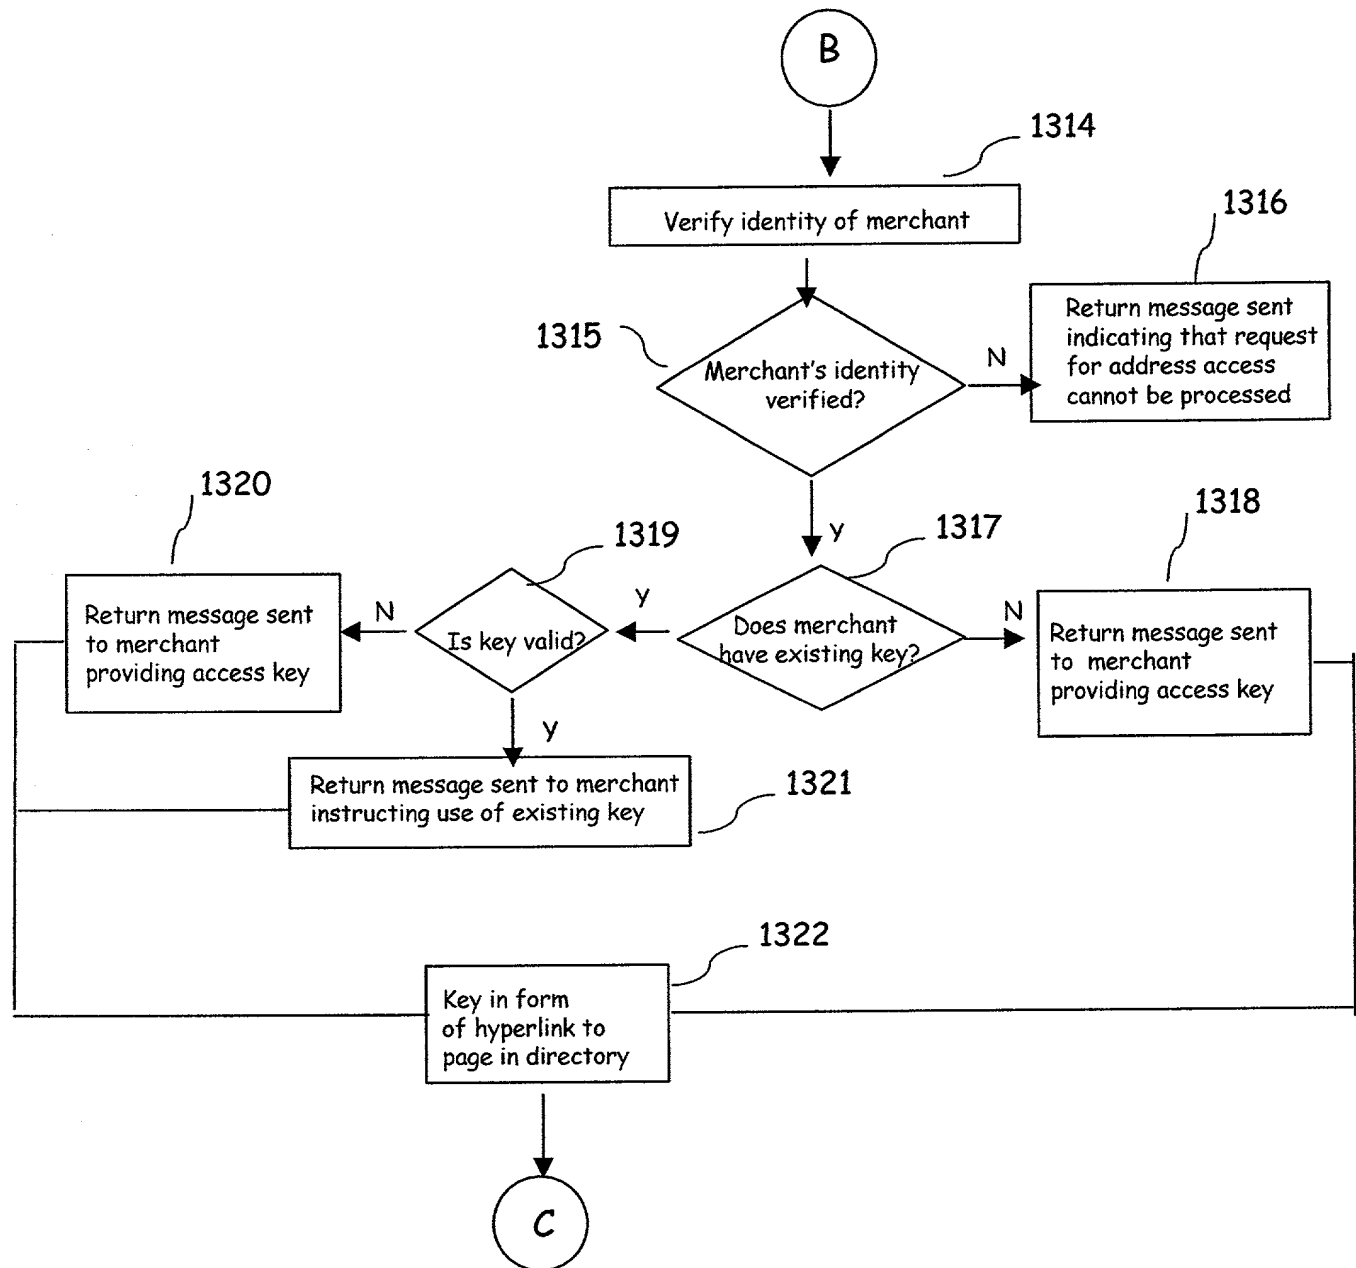 B
1314
Verify identity of merchant
1316
Return message sent
indicating that request
for address access
cannot be processed
1315
Merchant's identity
verified?
N
Y
1320
1319
1317
1318
Return message sent
to merchant
providing access key
N
Is key valid?
Y
Does merchant
have existing key?
N
Return message sent
to merchant
providing access key
Y
Return message sent to merchant
instructing use of existing key
1321
1322
Key in form
of hyperlink to
page in directory
C